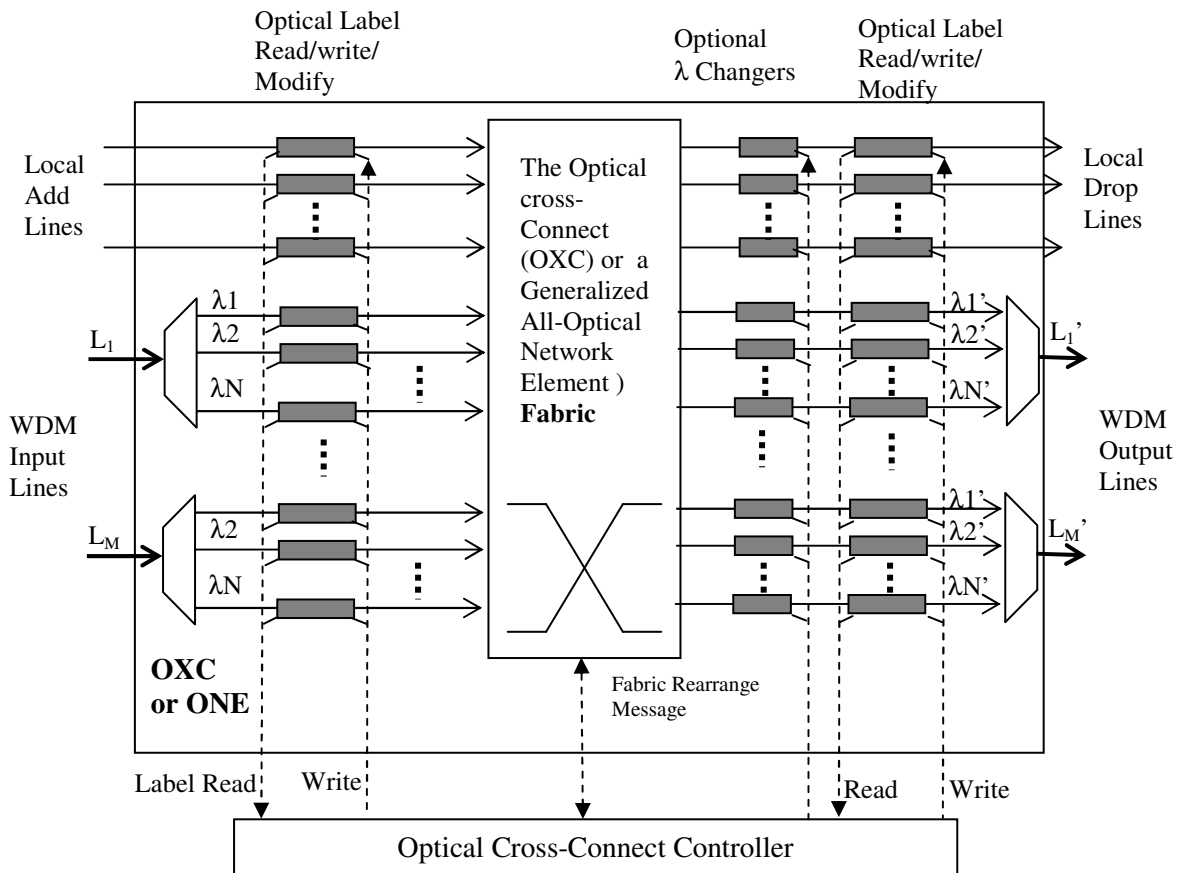 Optical Label
Read/write/
Modify
Optional
λ Changers
Optical Label
Read/write/
Modify
Local
Add
Lines
The Optical
cross-
Connect
(OXC) or a
Generalized
All-Optical
Network
Element )
Fabric
Local
Drop
Lines
λ1
λ2
λN
L1
λ1’
λ2’
λN’
L1’
WDM
Input
Lines
WDM
Output
Lines
λ2
λN
LM
λ1’
λ2’
λN’
LM’
OXC
or ONE
Fabric Rearrange
Message
Label Read
Write
Read
Write
Optical Cross-Connect Controller